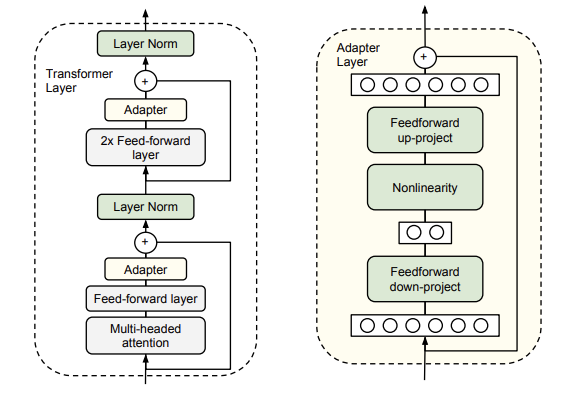 Layer Norm
Transformer
Layer
+
Adapter
2x Feed-forward
layer
Layer Norm
+
Adapter
Feed-forward layer
Multi-headed
attention
Adapter
Layer
+
Feedforward
up-project
Nonlinearity
Feedforward
down-project